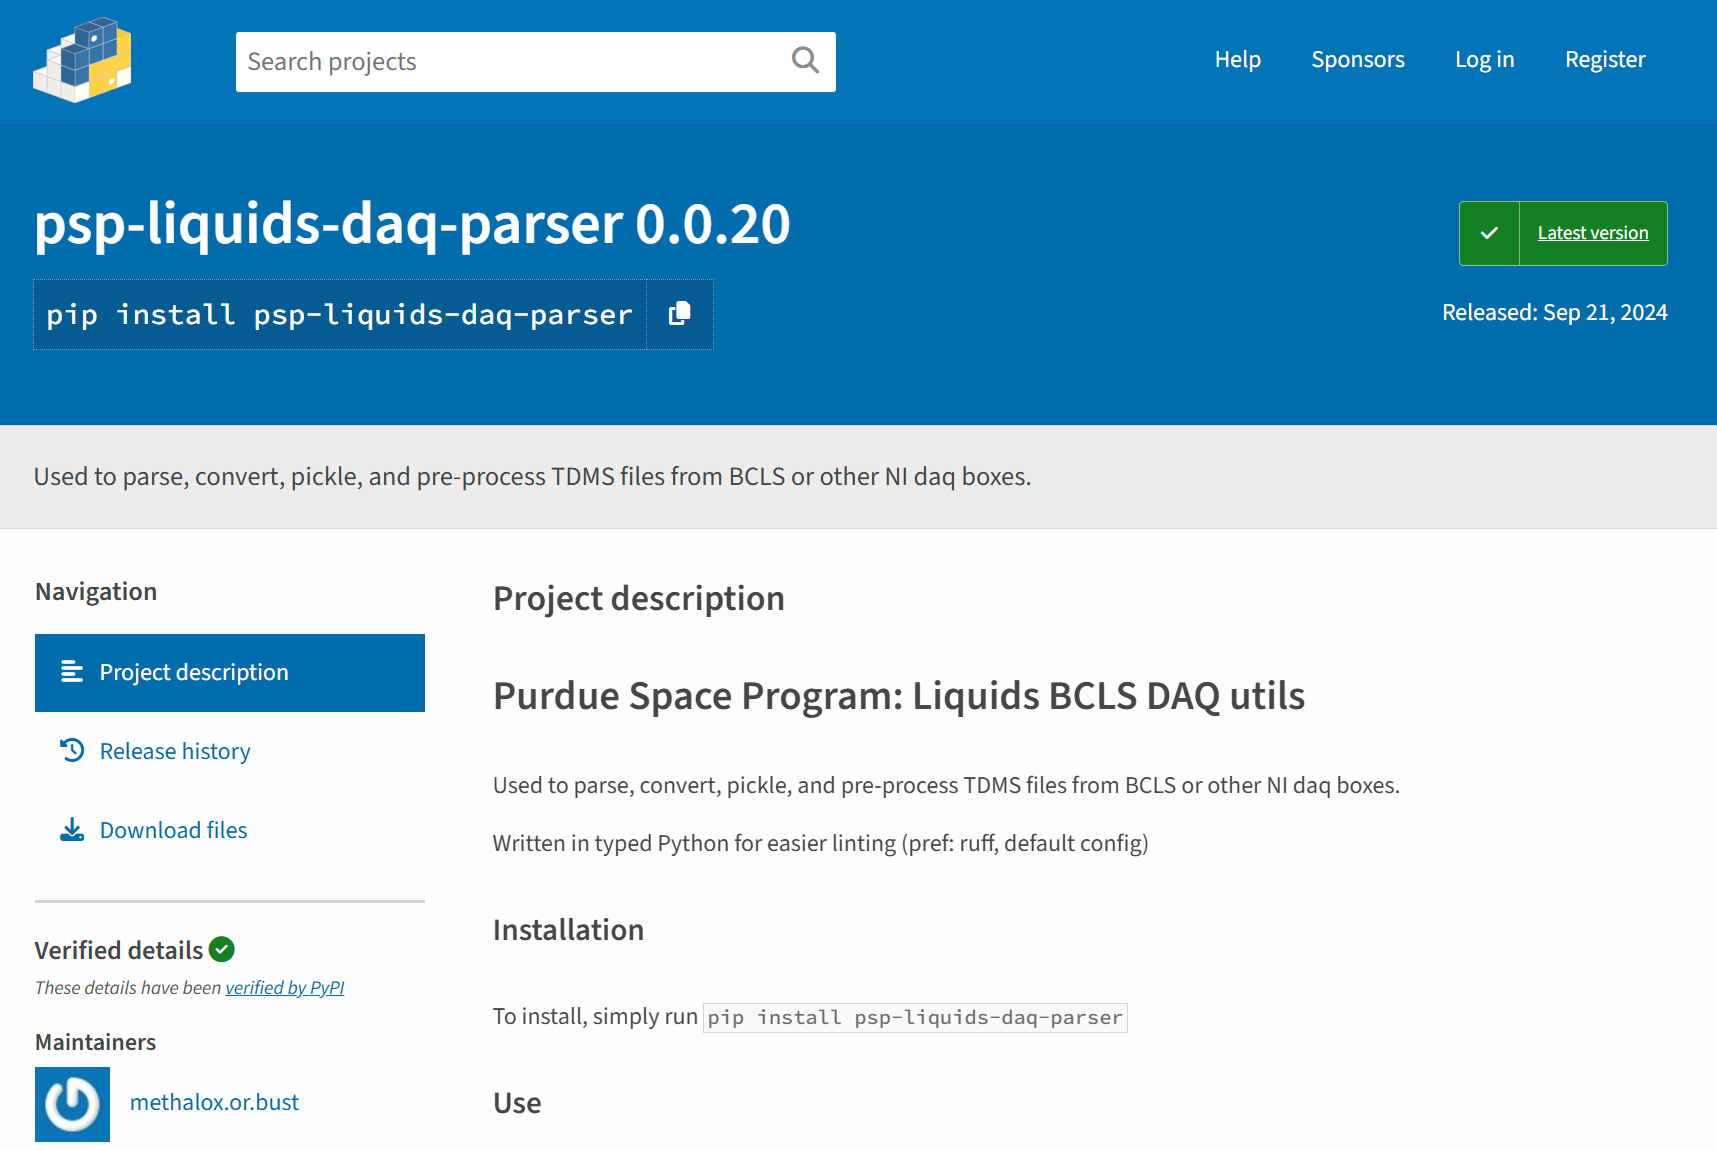 Search projects
Help
Sponsors
Log in
Register
psp-liquids-daq-parser 0.0.20
pip install psp-liquids-daq-parser
Latest version
Released: Sep 21, 2024
Used to parse, convert, pickle, and pre-process TDMS files from BCLS or other NI daq boxes.
Navigation
Project description
Release history
Download files
Verified details
These details have been verified by PyPI
Maintainers
methalox.or.bust
Project description
Purdue Space Program: Liquids BCLS DAQ utils
Used to parse, convert, pickle, and pre-process TDMS files from BCLS or other NI daq boxes.
Written in typed Python for easier linting (pref: ruff, default config)
Installation
To install, simply run pip install psp-liquids-daq-parser
Use